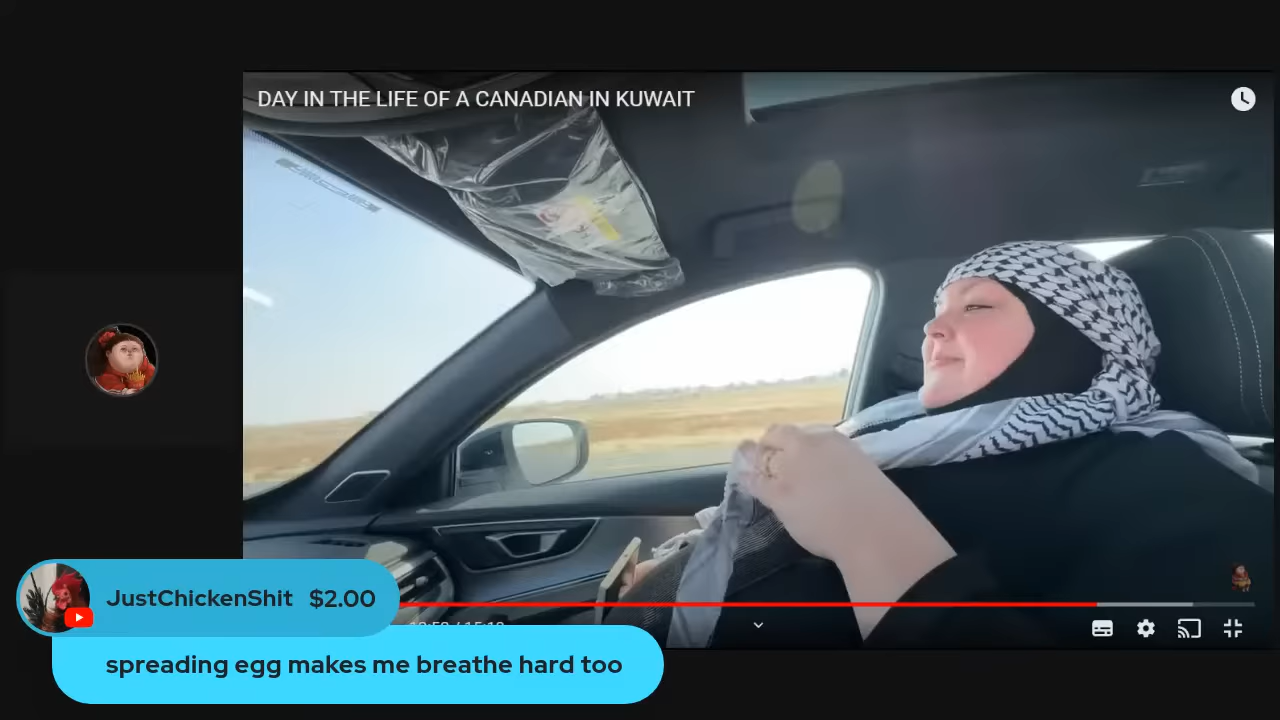 DAY IN THE LIFE OF A CANADIAN IN KUWAIT
JustChickenShit $2.00
spreading egg makes me breathe hard too